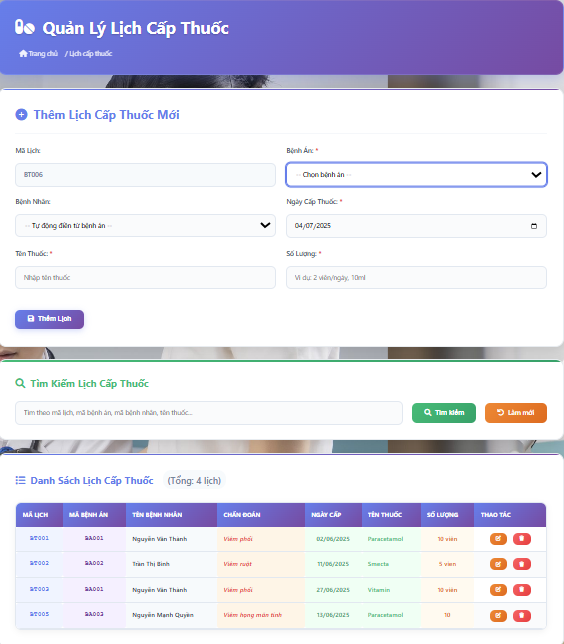 Quản Lý Lịch Cấp Thuốc
Trang chủ / Lịch cấp thuốc
Thêm Lịch Cấp Thuốc Mới
Mã Lịch:
Bệnh Án: *
BT006
-- Chọn bệnh án --
Bệnh Nhân:
Ngày Cấp Thuốc: *
-- Tự động điền từ bệnh án --
04/07/2025
Tên Thuốc: *
Số Lượng: *
Nhập tên thuốc
Ví dụ: 2 viên/ngày, 10ml
Thêm Lịch
Tìm Kiếm Lịch Cấp Thuốc
Tìm theo mã lịch, mã bệnh án, mã bệnh nhân, tên thuốc...
Tìm kiếm
Làm mới
Danh Sách Lịch Cấp Thuốc (Tổng: 4 lịch)
MÃ LỊCH MÃ BỆNH ÁN TÊN BỆNH NHÂN CHẨN ĐOÁN NGÀY CẤP TÊN THUỐC SỐ LƯỢNG THAO TÁC
BT001 BA001 Nguyễn Văn Thành Viêm phổi 02/06/2025 Paracetamol 10 viên
BT002 BA002 Trần Thị Bình Viêm ruột 11/06/2025 Smecta 5 viên
BT003 BA001 Nguyễn Văn Thành Viêm phổi 27/06/2025 Vitamin 10 viên
BT005 BA003 Nguyễn Mạnh Quyền Viêm họng mãn tính 13/06/2025 Paracetamol 10